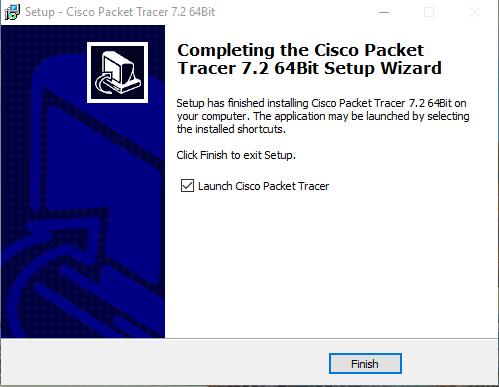 Setup - Cisco Packet Tracer 7.2 64Bit
Completing the Cisco Packet
Tracer 7.2 64Bit Setup Wizard
Setup has finished installing Cisco Packet Tracer 7.2 64Bit on
your computer. The application may be launched by selecting
the installed shortcuts.
Click Finish to exit Setup.
Launch Cisco Packet Tracer
Finish